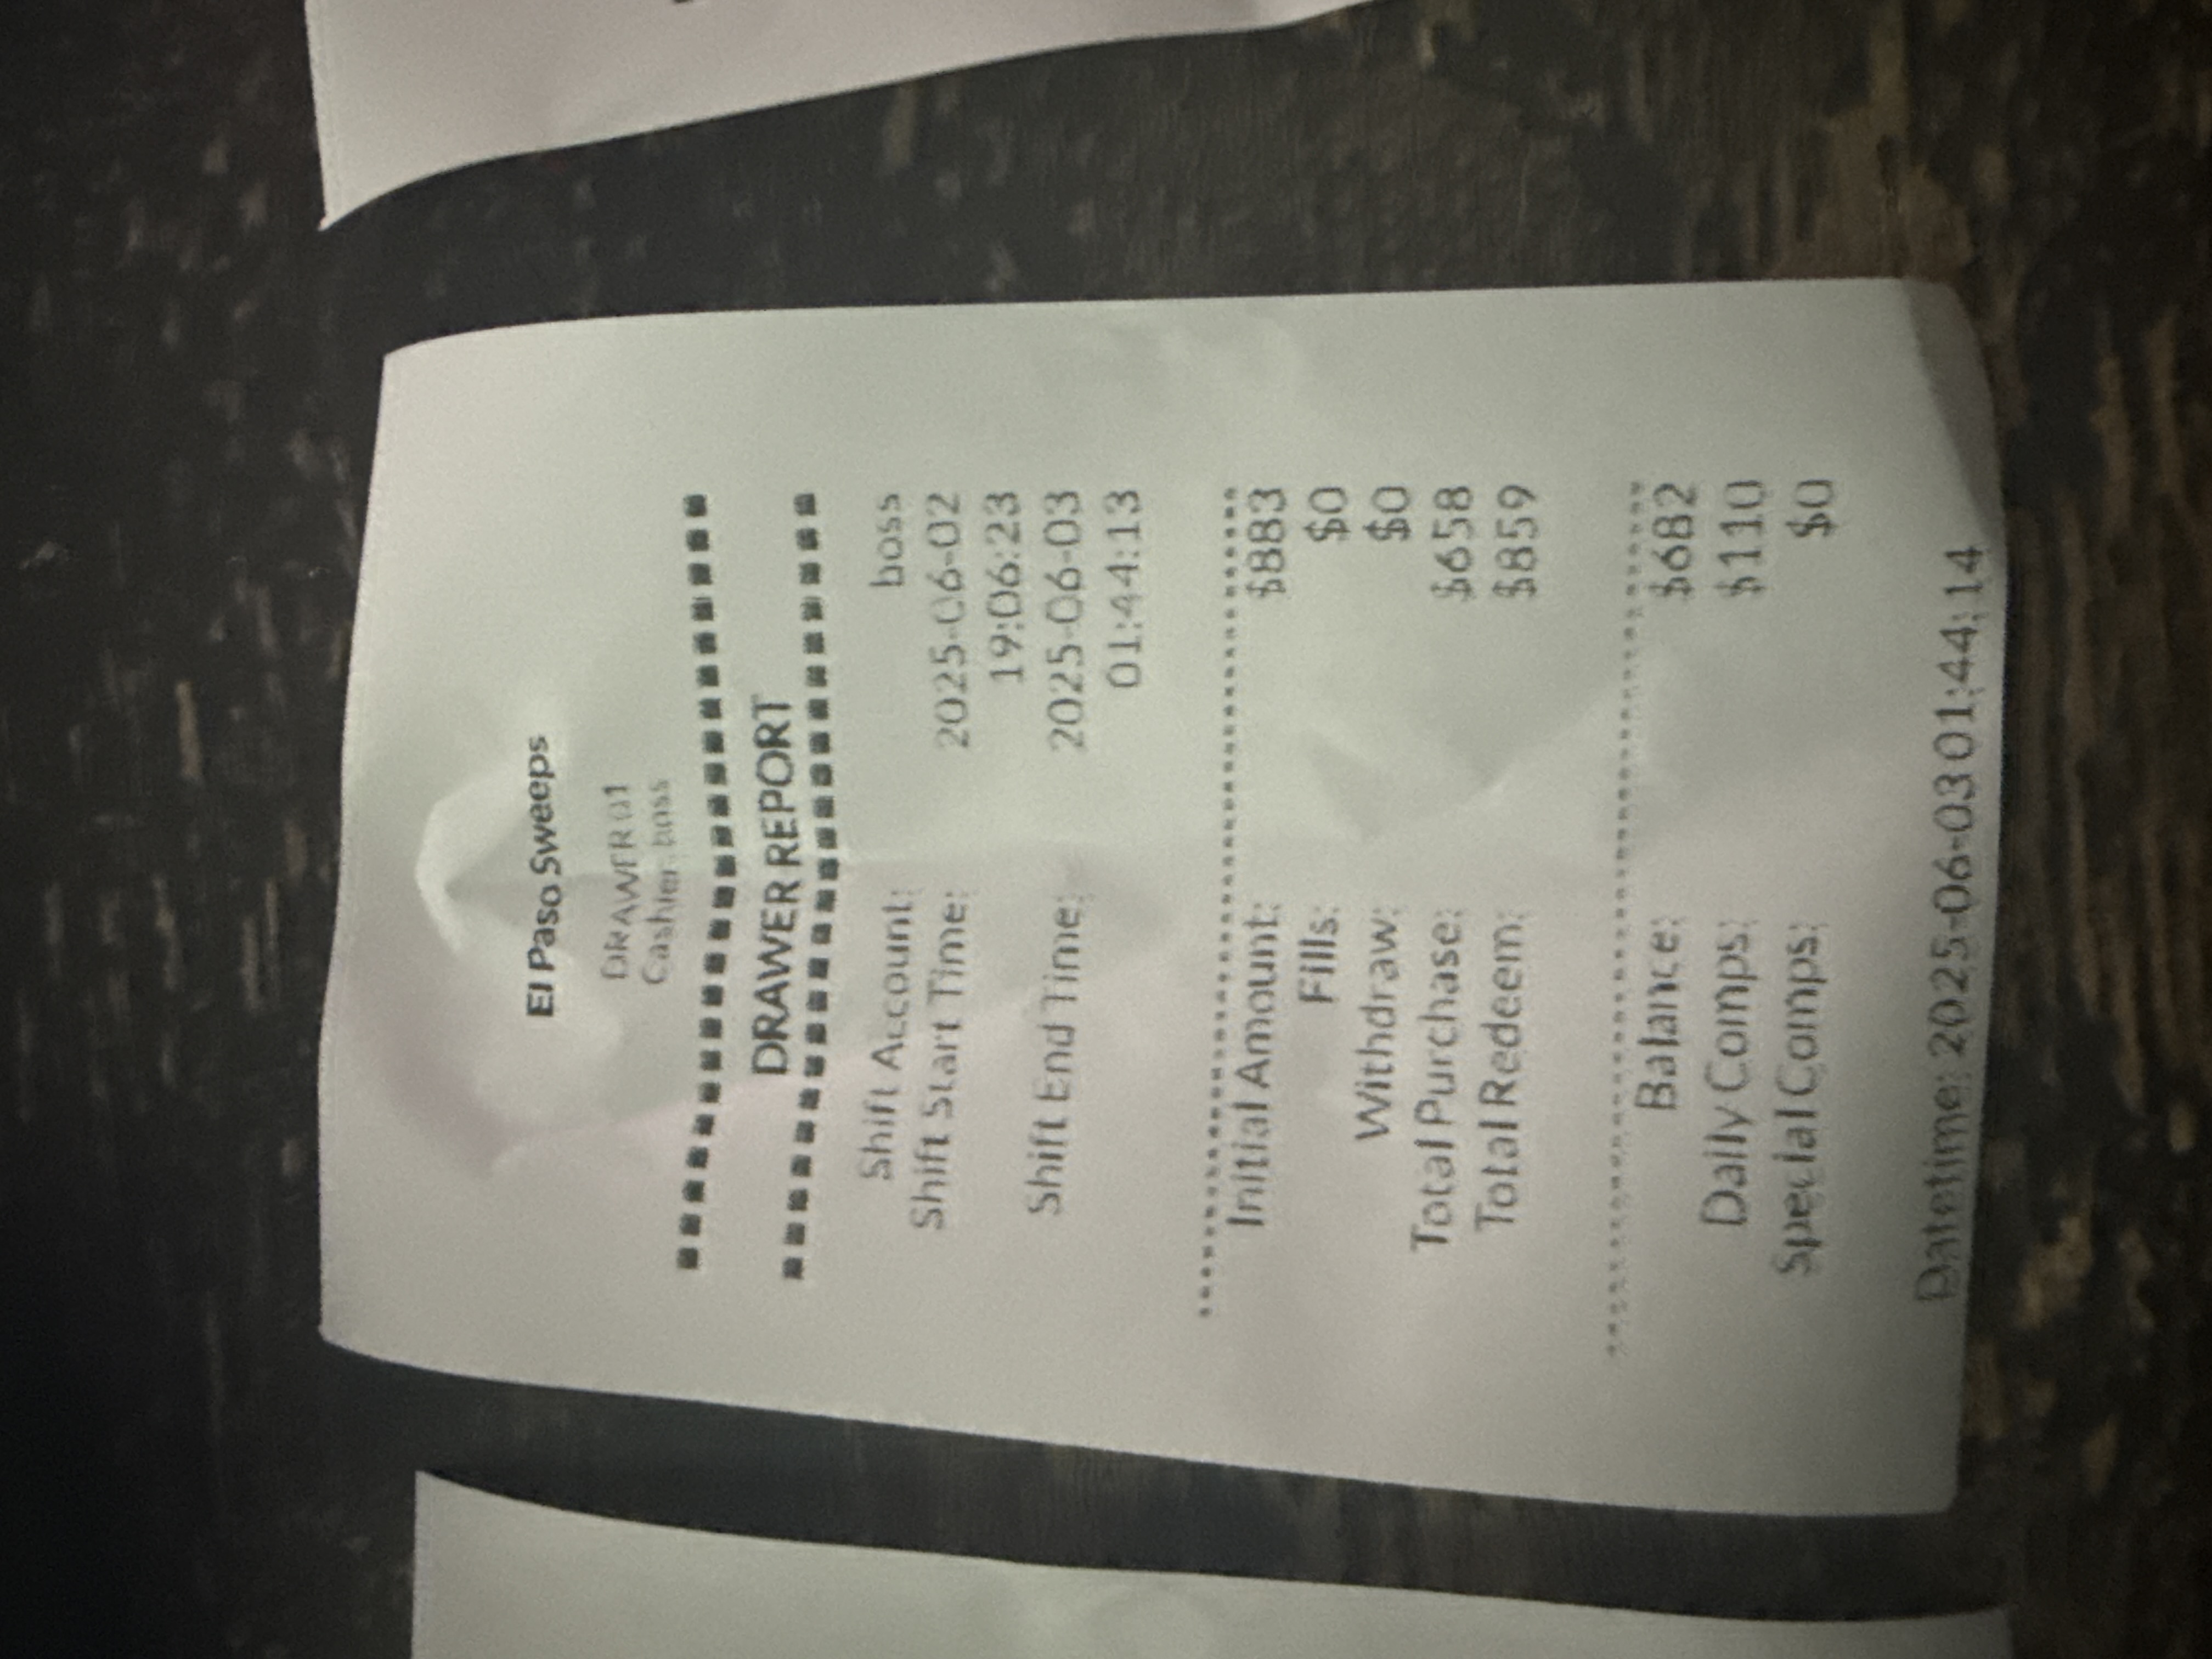 El Paso Sweeps
DRAWER 01
Cashier: boss
DRAWER REPORT
Shift Account: boss
Shift Start Time: 2025-06-02
19:06:23
Shift End Time: 2025-06-03
01:44:13
Initial Amount: $883
Fills: $0
Withdraw: $0
Total Purchase: $658
Total Redeem: $859
Balance: $682
Daily Comps: $110
Special Comps: $0
Datetime: 2025-06-03 01:44:14